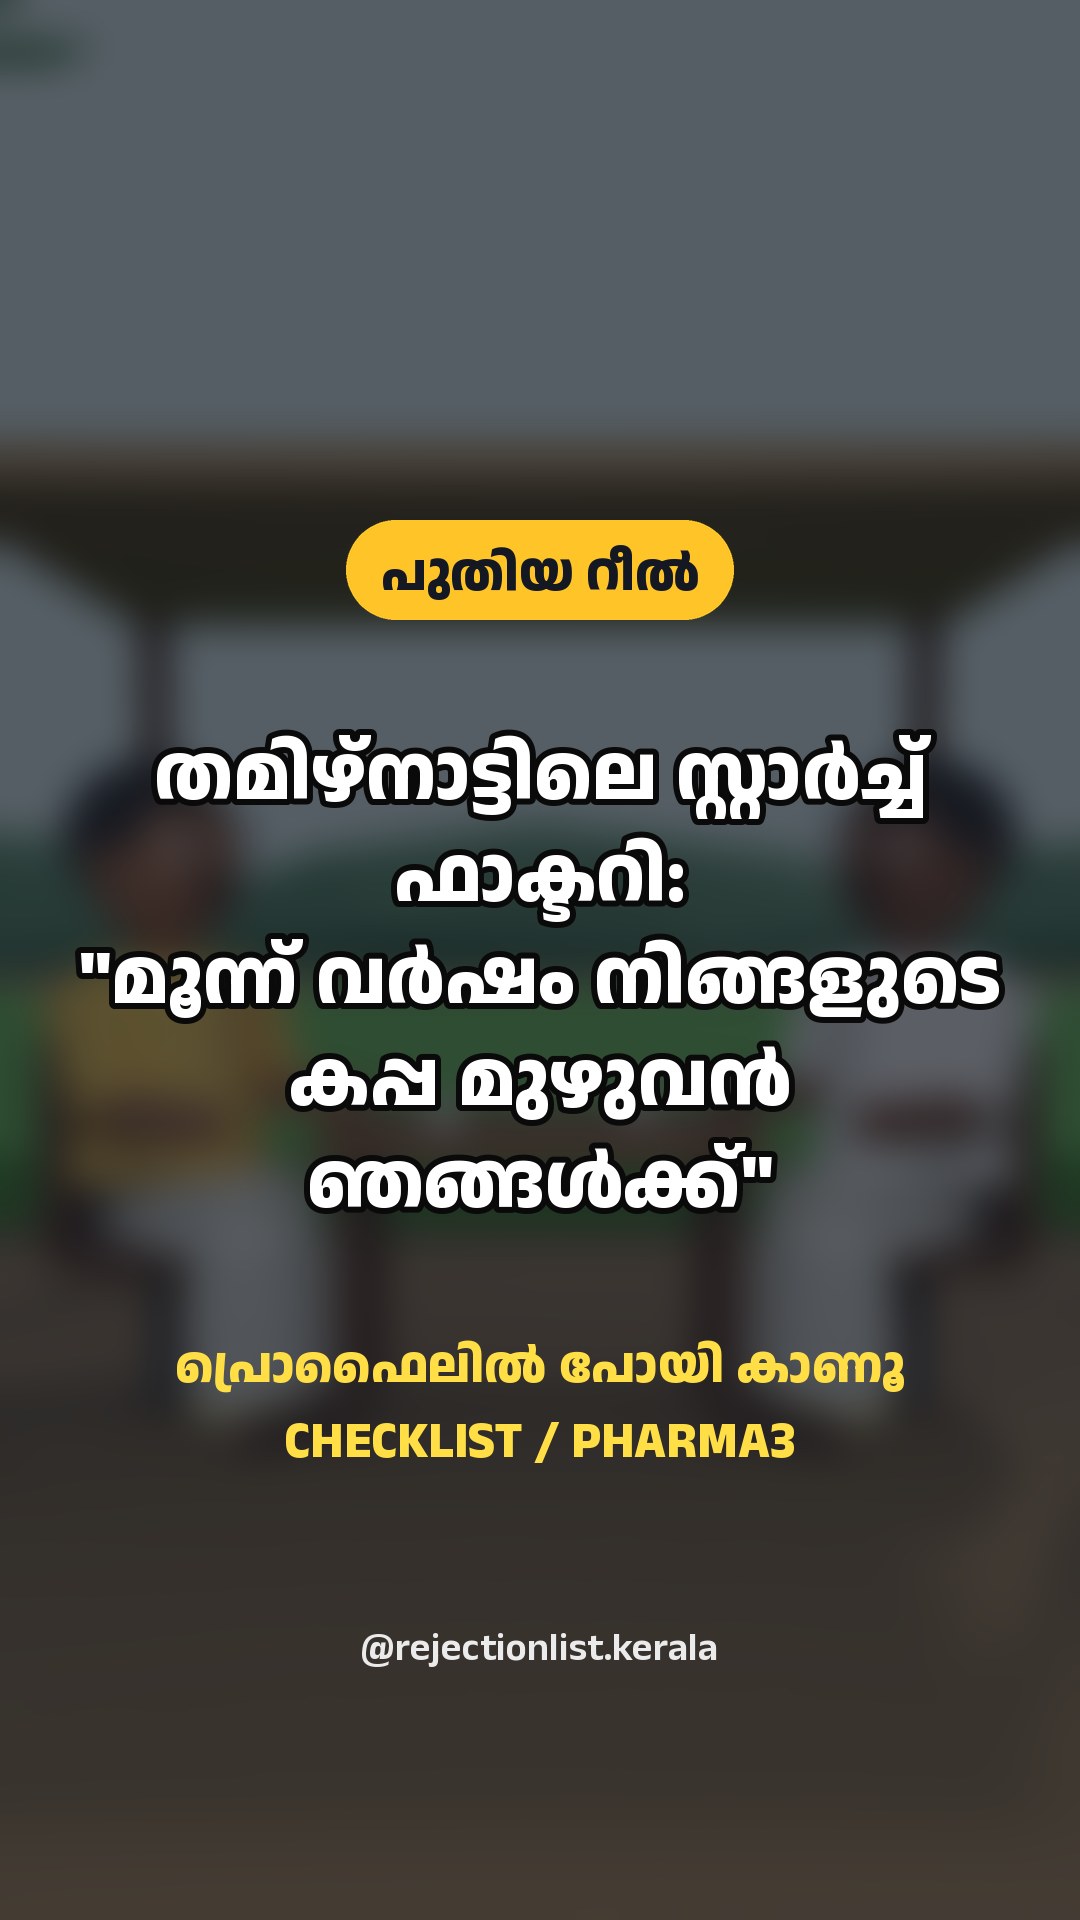 പുതിയ റീൽ
തമിഴ്നാട്ടിലെ സ്റ്റാർച്ച്
ഫാക്ടറി:
"മൂന്ന് വർഷം നിങ്ങളുടെ
കപ്പ മുഴുവൻ
ഞങ്ങൾക്ക്"
പ്രൊഫൈലിൽ പോയി കാണൂ
CHECKLIST / PHARMA3
@rejectionlist.kerala